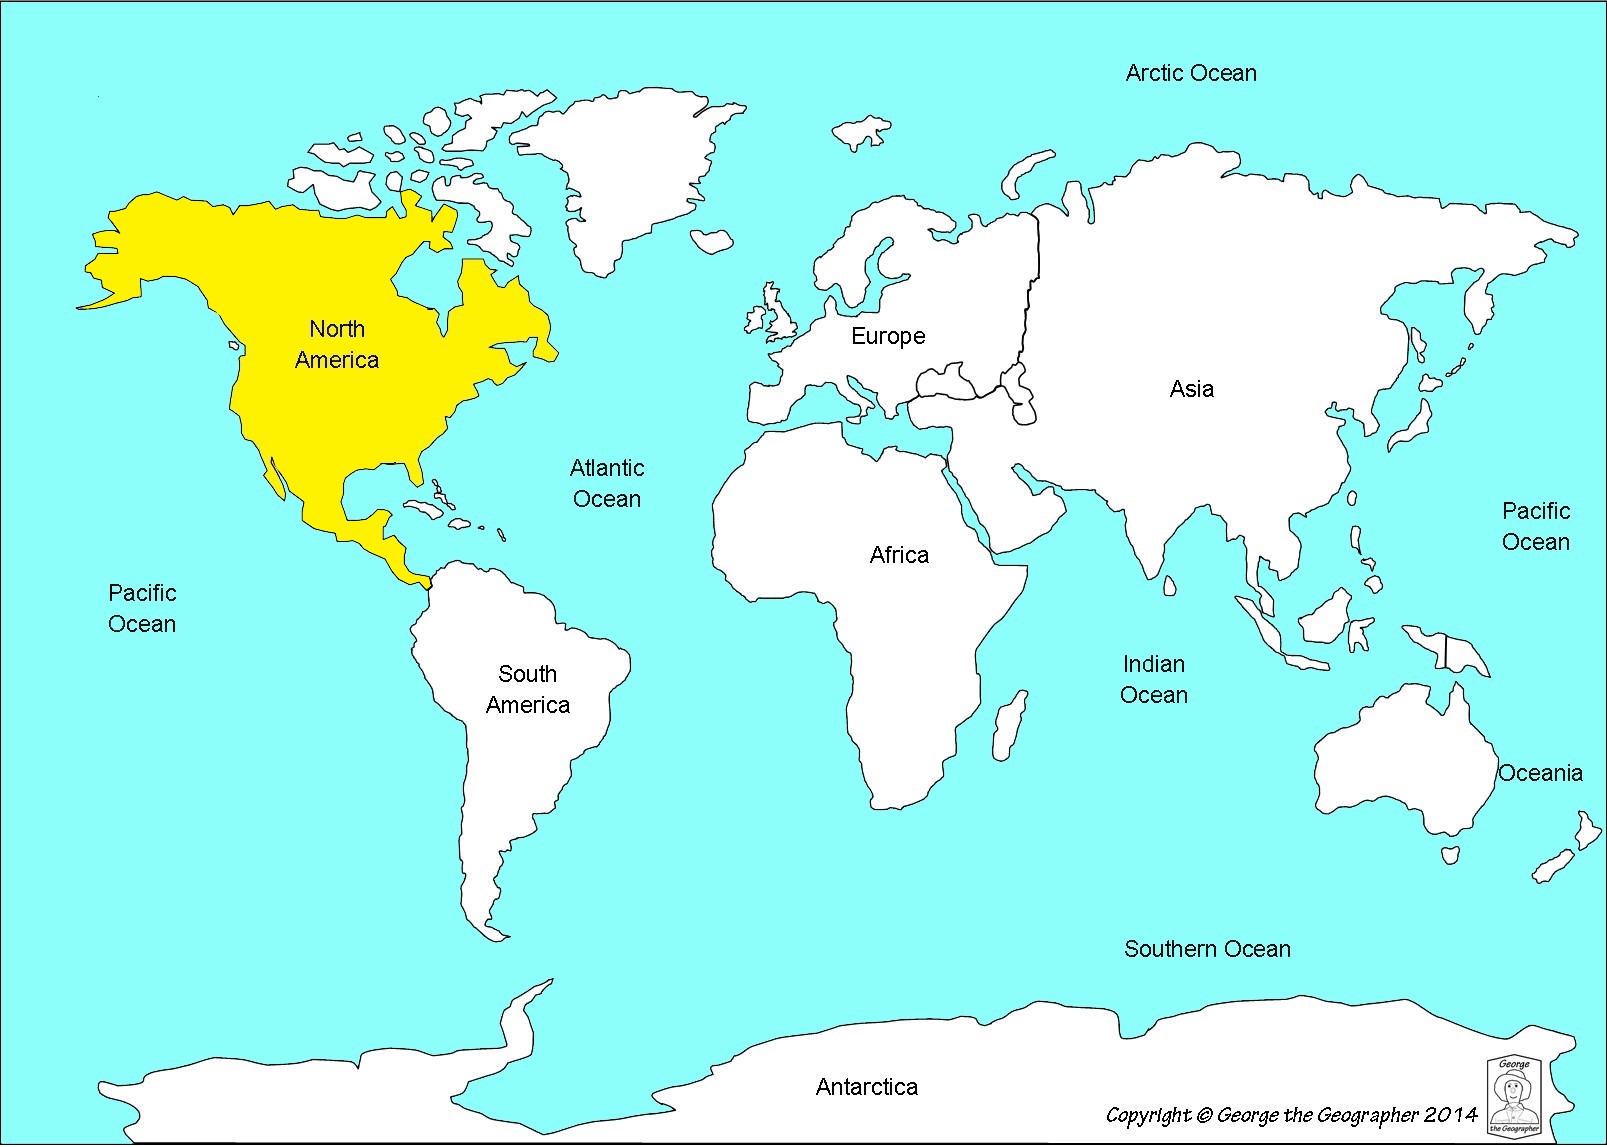 Arctic Ocean
North
America
Europe
Asia
Atlantic
Ocean
Pacific
Ocean
Africa
Pacific
Ocean
Indian
Ocean
South
America
Oceania
Southern Ocean
Antarctica
George
the Geographer
Copyright © George the Geographer 2014